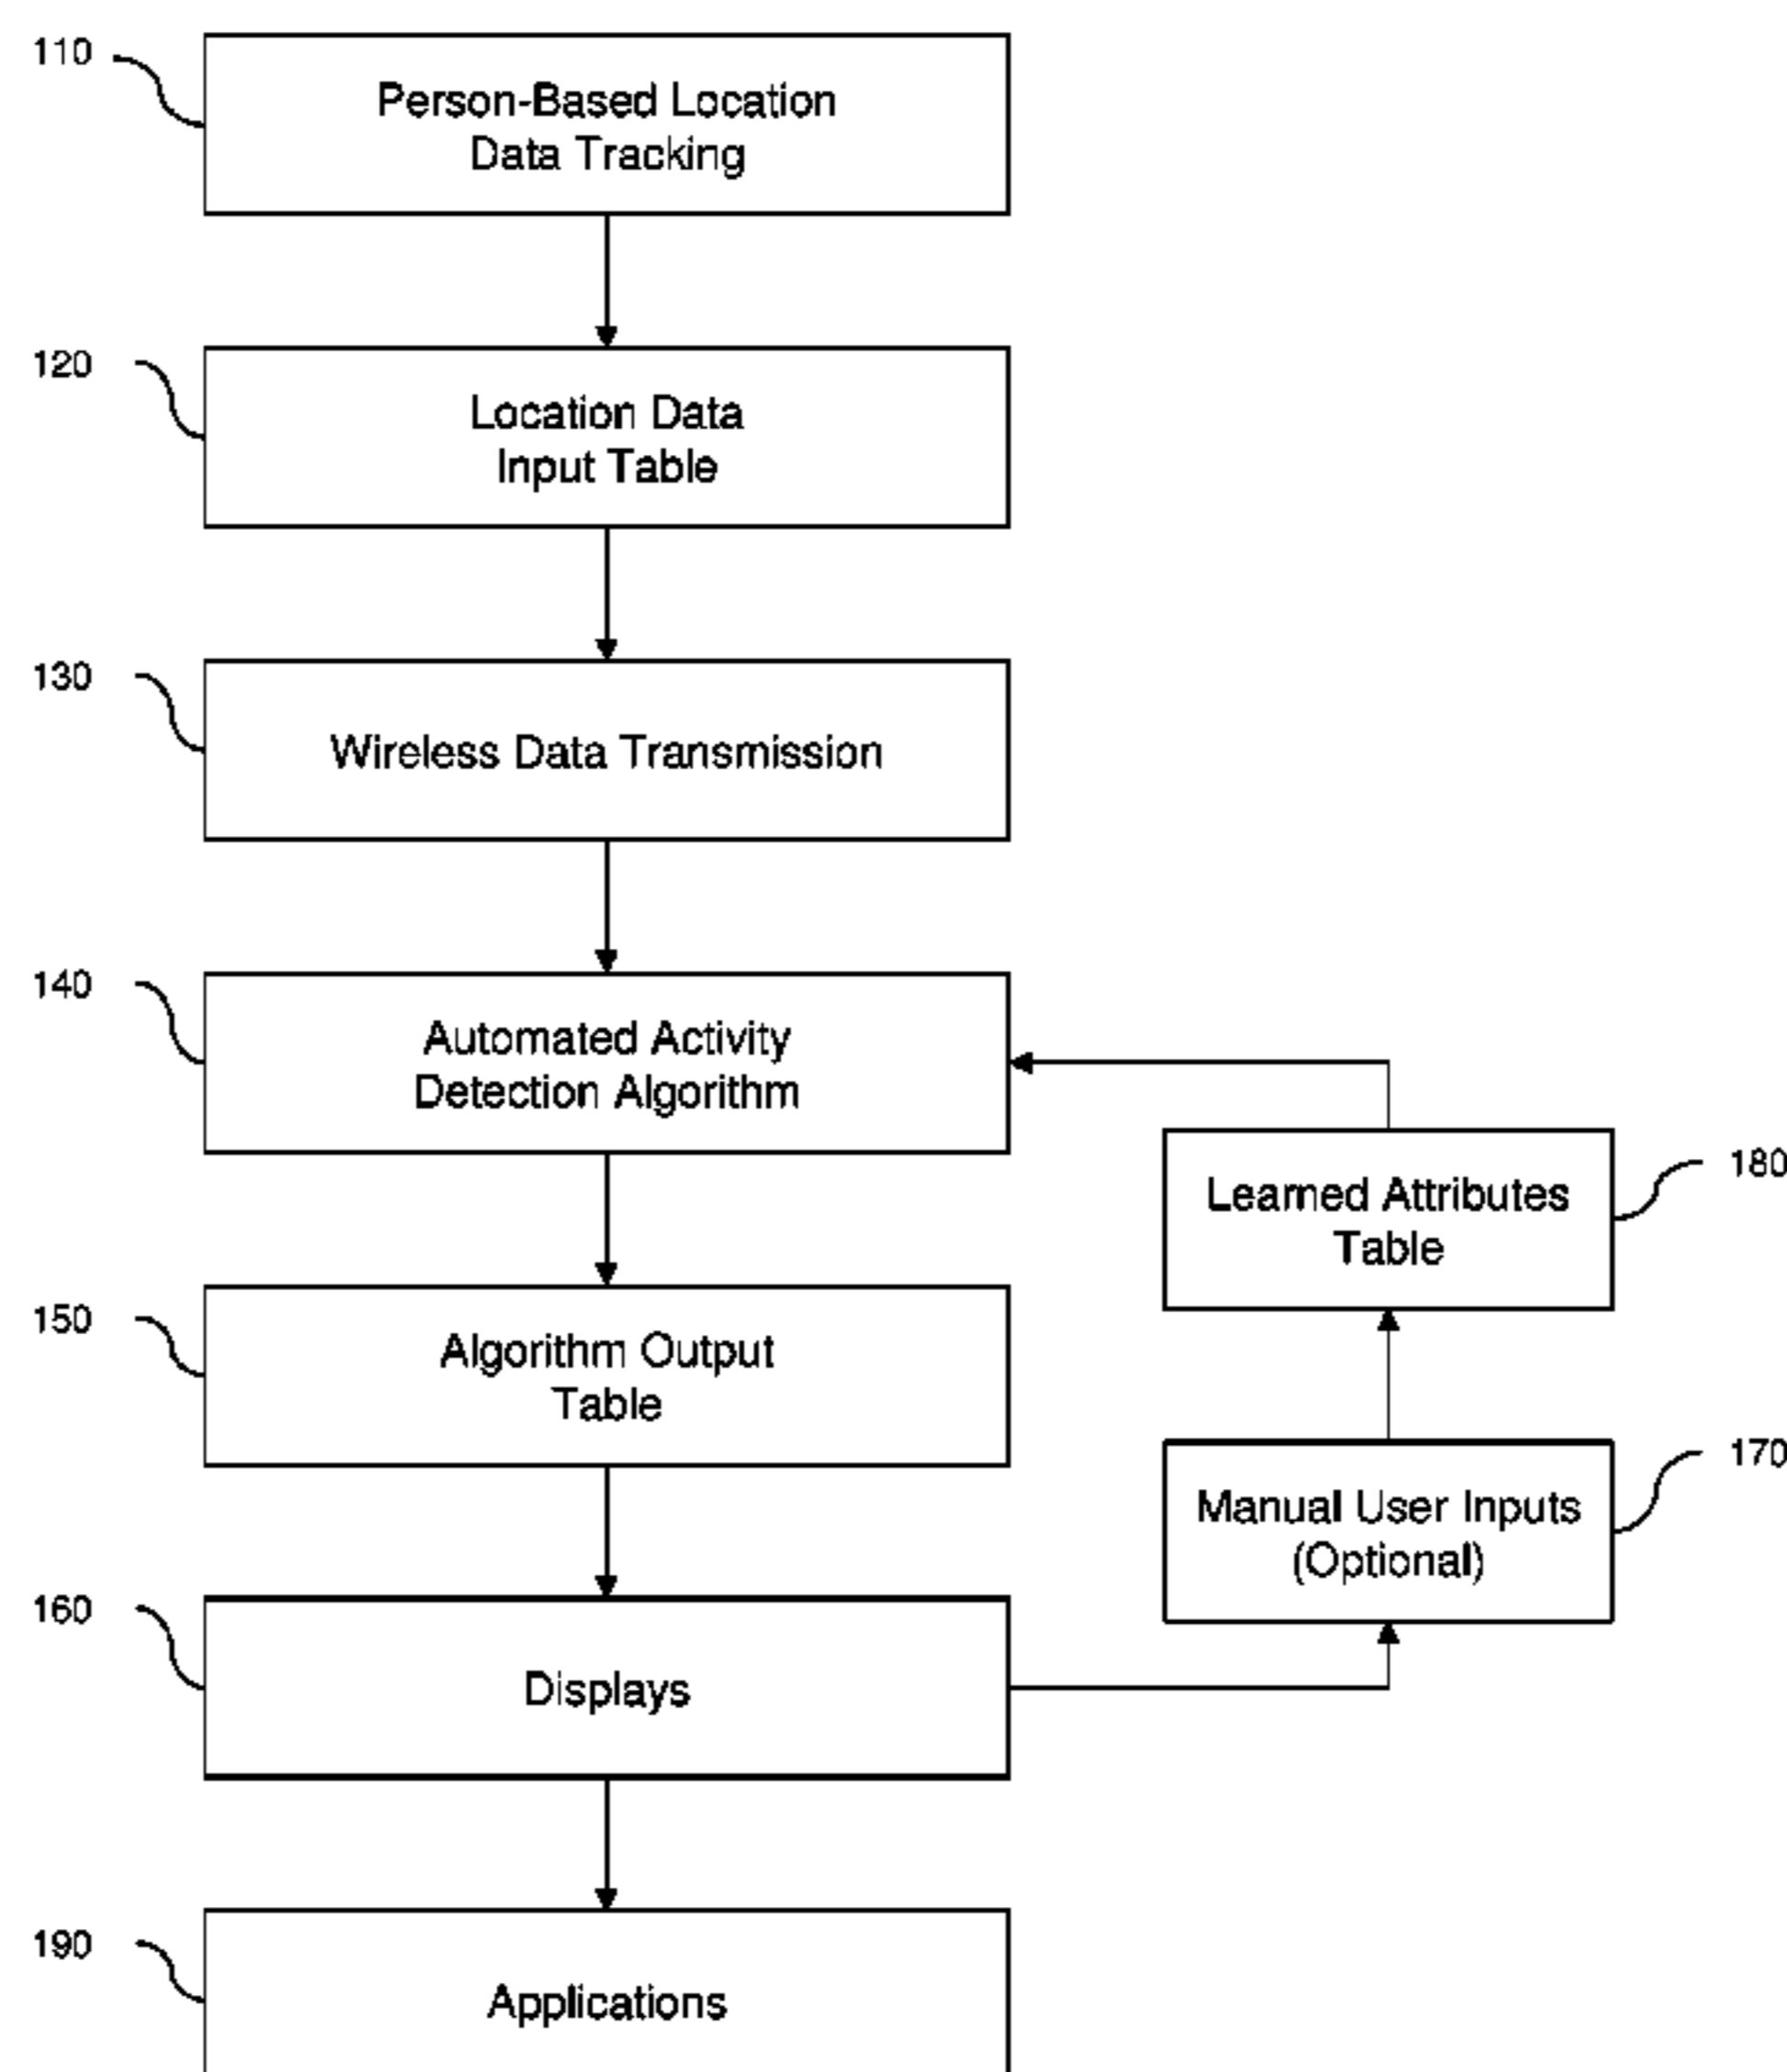 110
Person-Based Location
Data Tracking
120
Location Data
Input Table
130
Wireless Data Transmission
140
Automated Activity
Detection Algorithm
180
Learned Attributes
Table
150
Algorithm Output
Table
170
Manual User Inputs
(Optional)
160
Displays
190
Applications